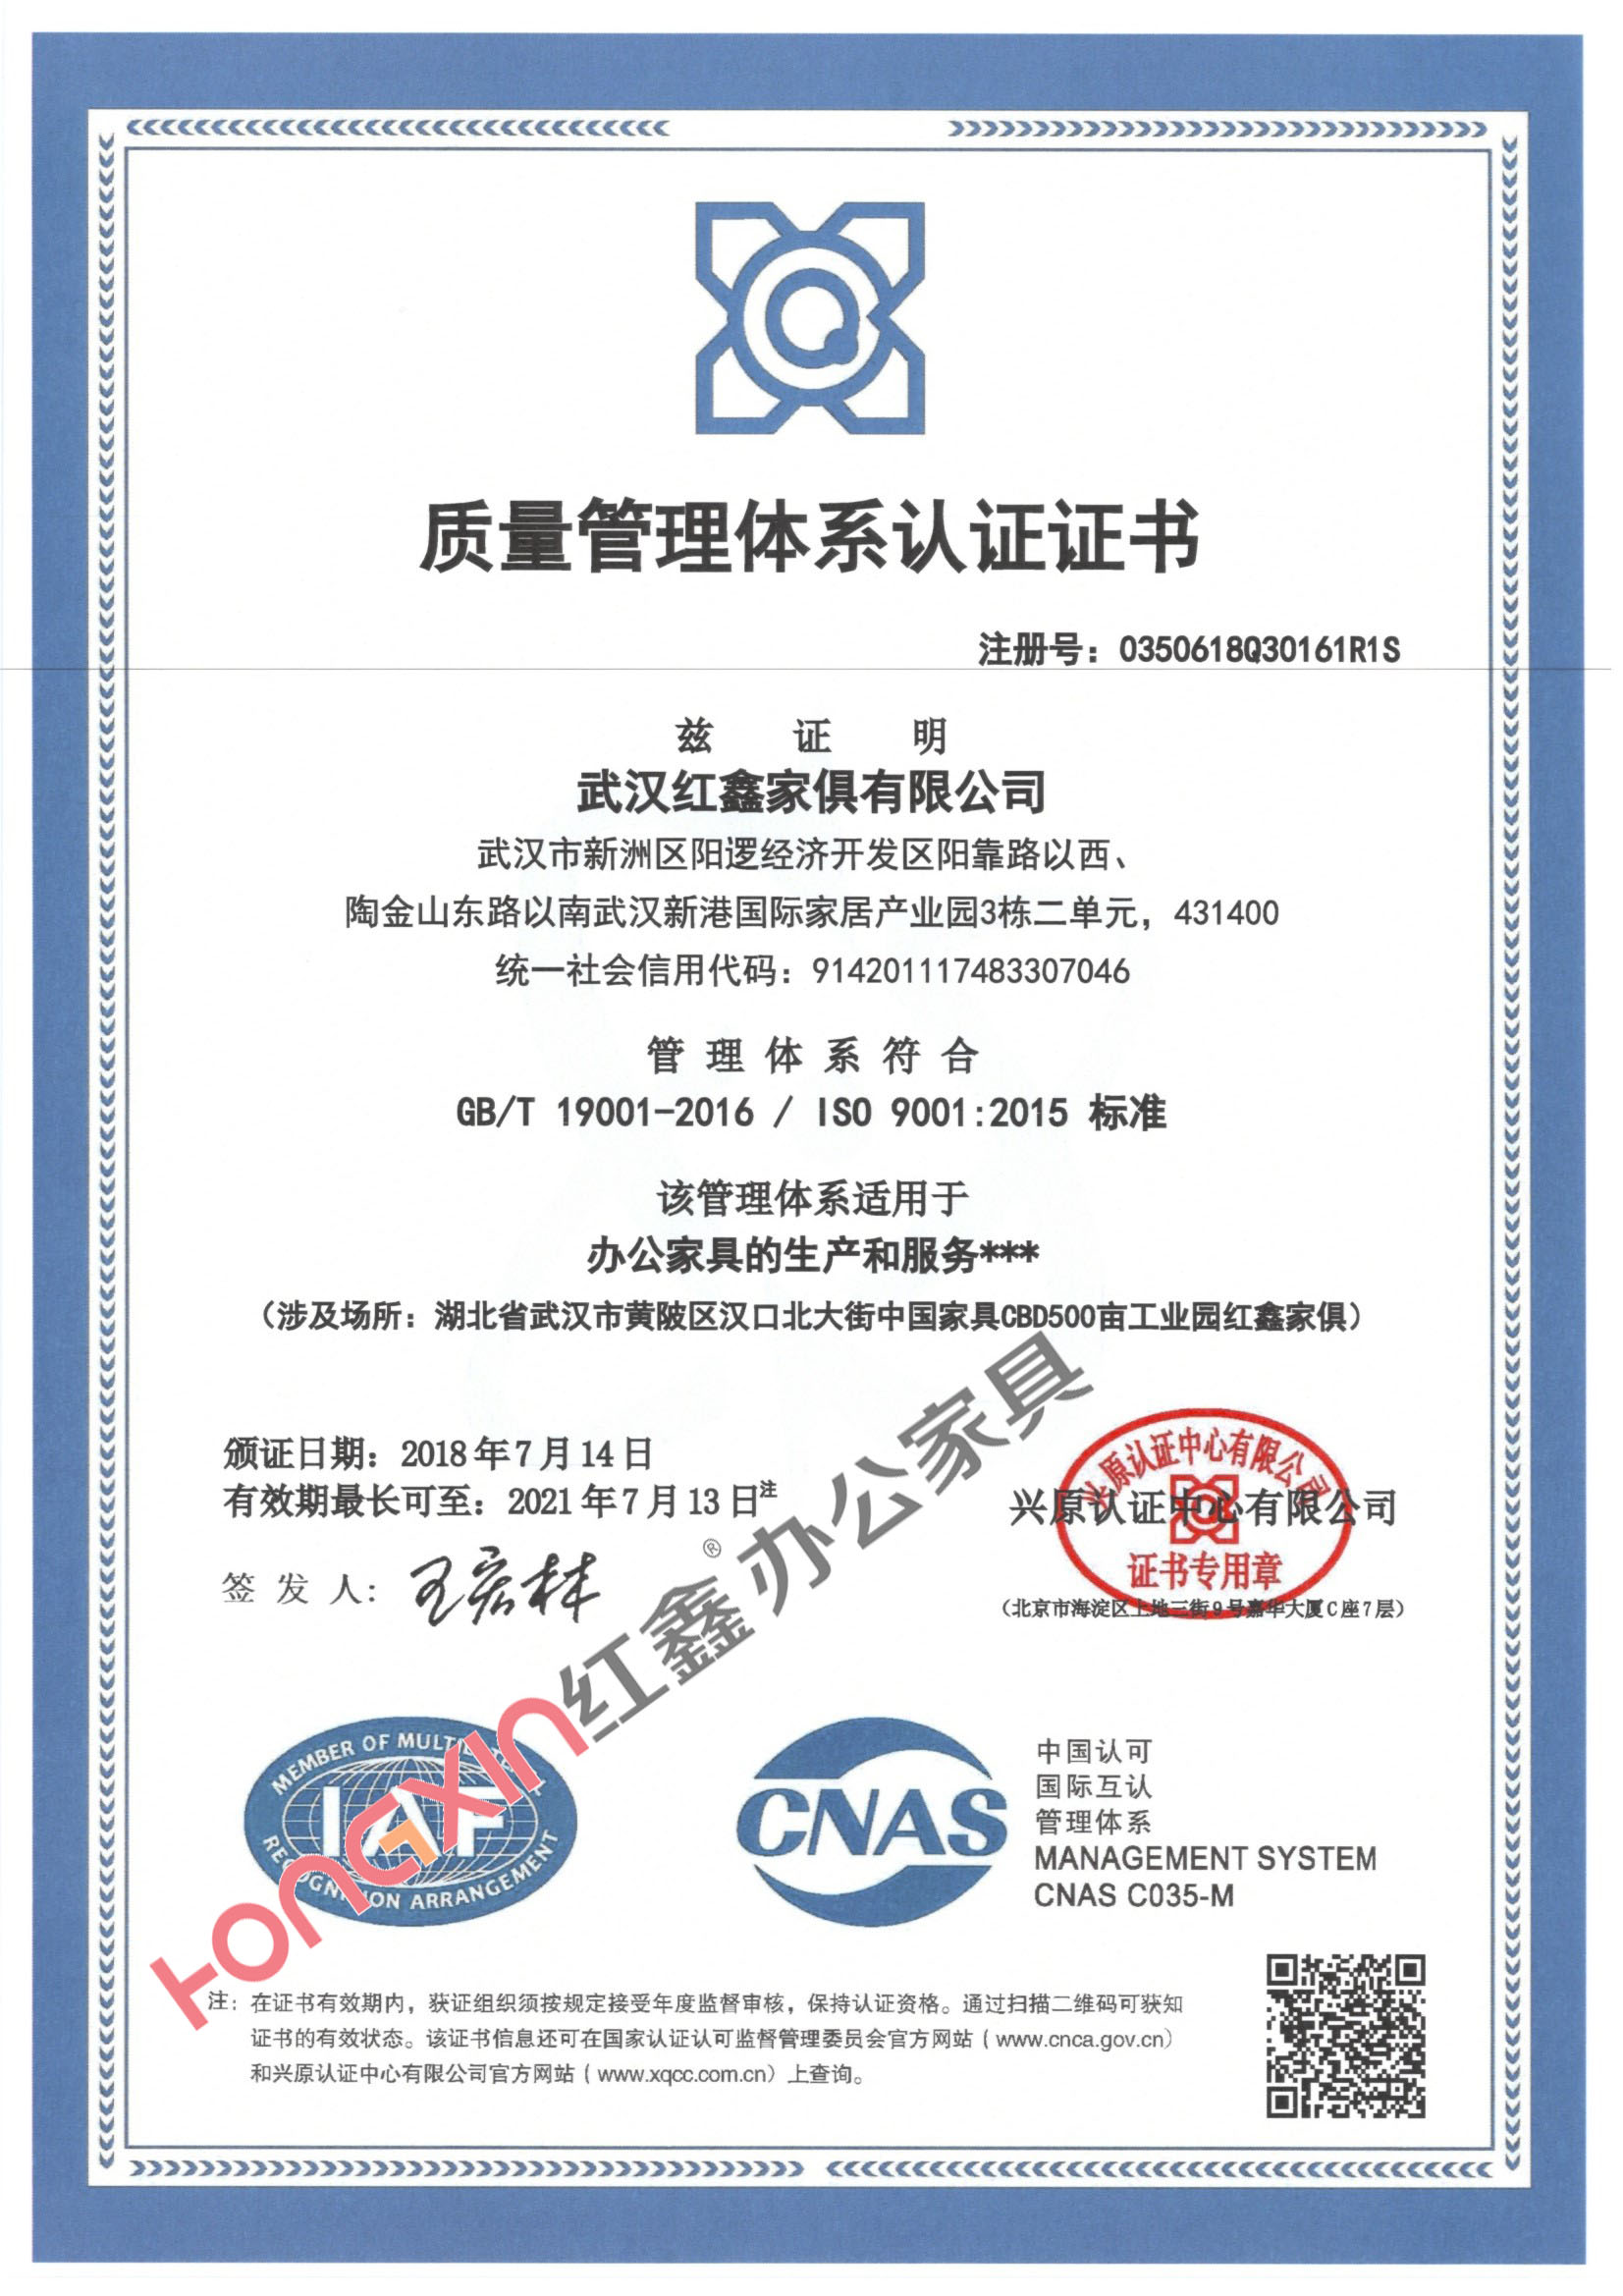 质量管理体系认证证书
注册号：0350618Q30161R1S
兹 证 明
武汉红鑫家俱有限公司
武汉市新洲区阳逻经济开发区阳靠路以西、
陶金山东路以南武汉新港国际家居产业园3栋二单元，431400
统一社会信用代码：914201117483307046
管 理 体 系 符 合
GB/T 19001-2016 / ISO 9001:2015 标准
该管理体系适用于
办公家具的生产和服务***
（涉及场所：湖北省武汉市黄陂区汉口北大街中国家具CBD500亩工业园红鑫家俱）
颁证日期：2018年7月14日
有效期最长可至：2021年7月13日注
签 发 人：
兴原认证中心有限公司
证书专用章
兴原认证中心有限公司
（北京市海淀区上地三街9号嘉华大厦C座7层）
HONGXIN红鑫®办公家具
MEMBER OF
IAF
RECOGNITION ARRANGEMENT
CNAS
中国认可
国际互认
管理体系
MANAGEMENT SYSTEM
CNAS C035-M
注：在证书有效期内，获证组织须按规定接受年度监督审核，保持认证资格。通过扫描二维码可获知
证书的有效状态。该证书信息还可在国家认证认可监督管理委员会官方网站（www.cnca.gov.cn）
和兴原认证中心有限公司官方网站（www.xqcc.com.cn）上查询。